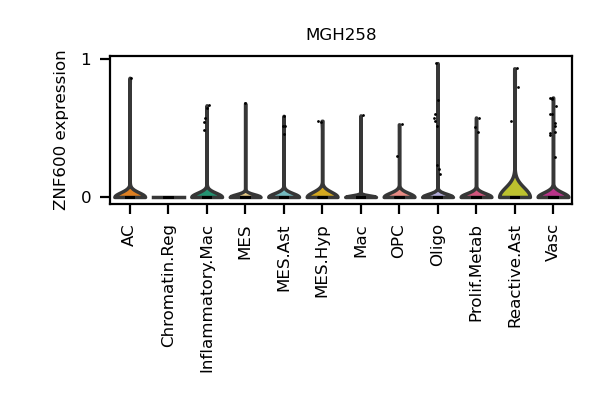 MGH258
ZNF600 expression
1
0
AC
Chromatin.Reg
Inflammatory.Mac
MES
MES.Ast
MES.Hyp
Mac
OPC
Oligo
Prolif.Metab
Reactive.Ast
Vasc